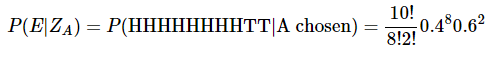 P(E|Z_A) = P(HHHHHHHHTT|A chosen) = \frac{10!}{8!2!} 0.4^8 0.6^2